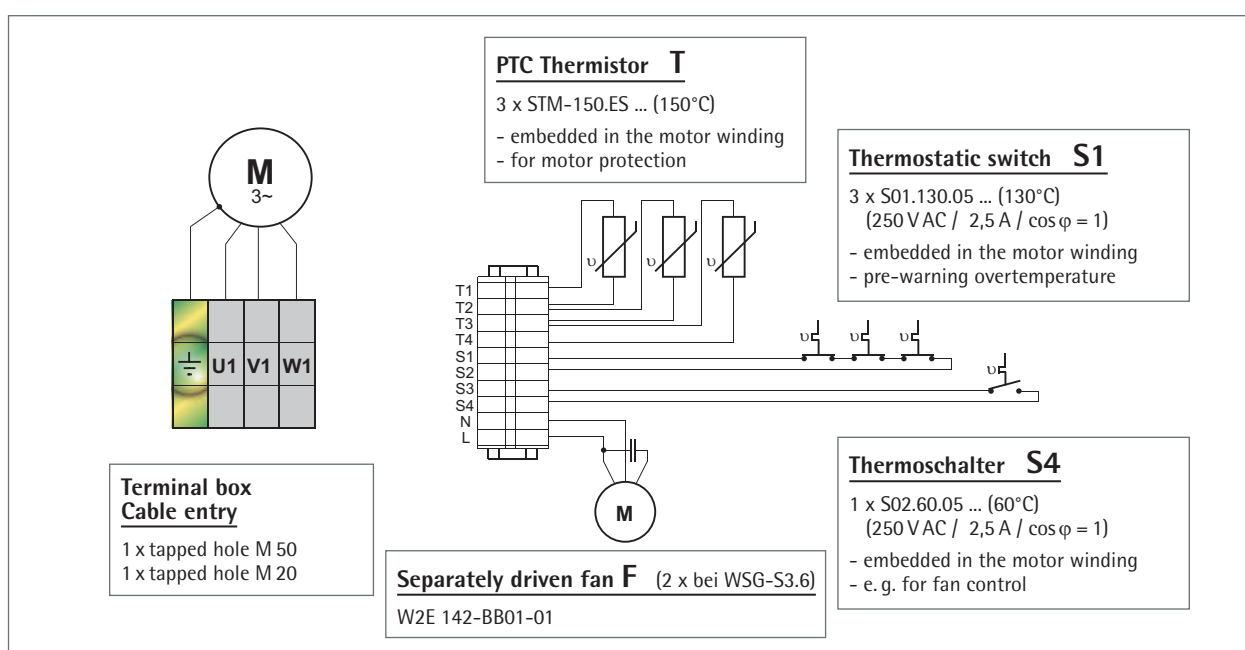 PTC Thermistor T
3 x STM-150.ES ... (150°C)
- embedded in the motor winding
- for motor protection
Thermostatic switch S1
3 x S01.130.05 ... (130°C)
(250 V AC / 2,5 A / cos φ = 1)
- embedded in the motor winding
- pre-warning overtemperature
M
3~
U1 V1 W1
υ υ υ
T1
T2
T3
T4
S1
S2
S3
S4
N
L
υ υ υ
υ
M
Terminal box
Cable entry
1 x tapped hole M 50
1 x tapped hole M 20
Separately driven fan F (2 x bei WSG-S3.6)
W2E 142-BB01-01
Thermoschalter S4
1 x S02.60.05 ... (60°C)
(250 V AC / 2,5 A / cos φ = 1)
- embedded in the motor winding
- e. g. for fan control